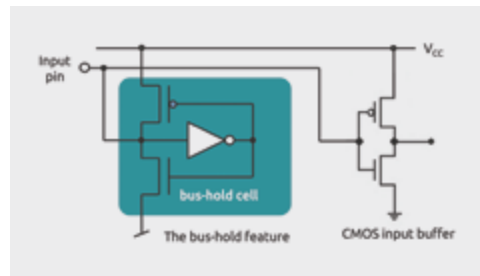 Input
pin
Vcc
bus-hold cell
The bus-hold feature
CMOS input buffer